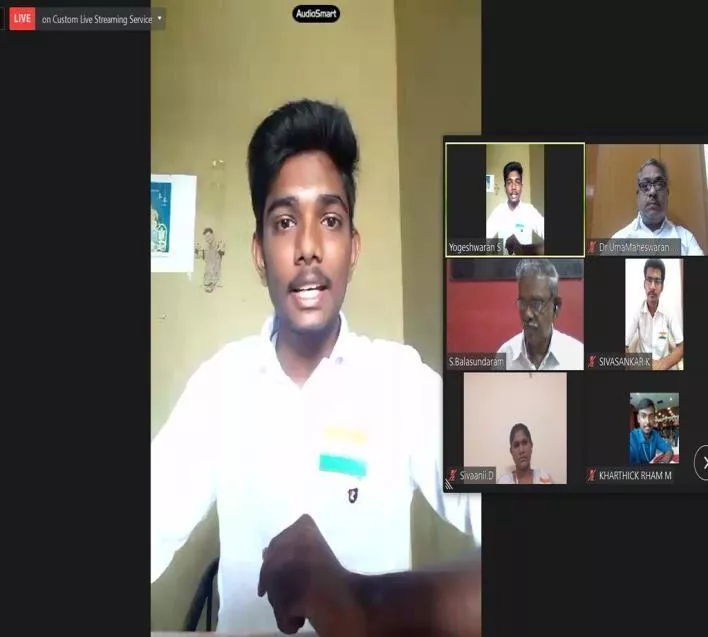 LIVE on Custom Live Streaming Service
AudioSmart
Yogeshwaran S
Dr.UmaMaheswaran...
S.Balasundaram
SIVASANKAR K
Sivaanii.D
KHARTHICK RHAM M